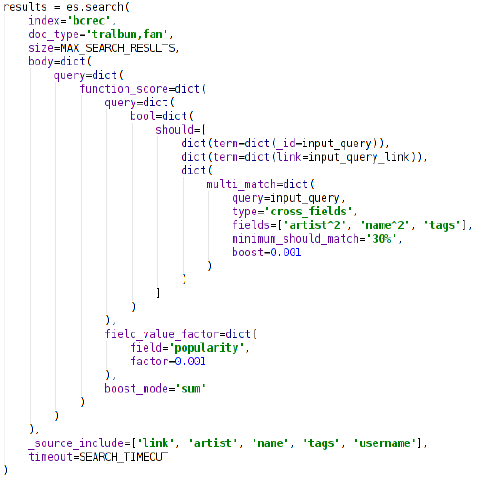 results = es.search(
    index='bcrec',
    doc_type='tralbum,fan',
    size=MAX_SEARCH_RESULTS,
    body=dict(
        query=dict(
            function_score=dict(
                query=dict(
                    bool=dict(
                        should=[
                            dict(term=dict(_id=input_query)),
                            dict(term=dict(link=input_query_link)),
                            dict(
                                multi_match=dict(
                                    query=input_query,
                                    type='cross_fields',
                                    fields=['artist^2', 'name^2', 'tags'],
                                    minimum_should_match='30%',
                                    boost=0.001
                                )
                            )
                        ]
                    )
                ),
                field_value_factor=dict(
                    field='popularity',
                    factor=0.001
                ),
                boost_mode='sum'
            )
        )
    ),
    _source_include=['link', 'artist', 'name', 'tags', 'username'],
    timeout=SEARCH_TIMEOUT
)